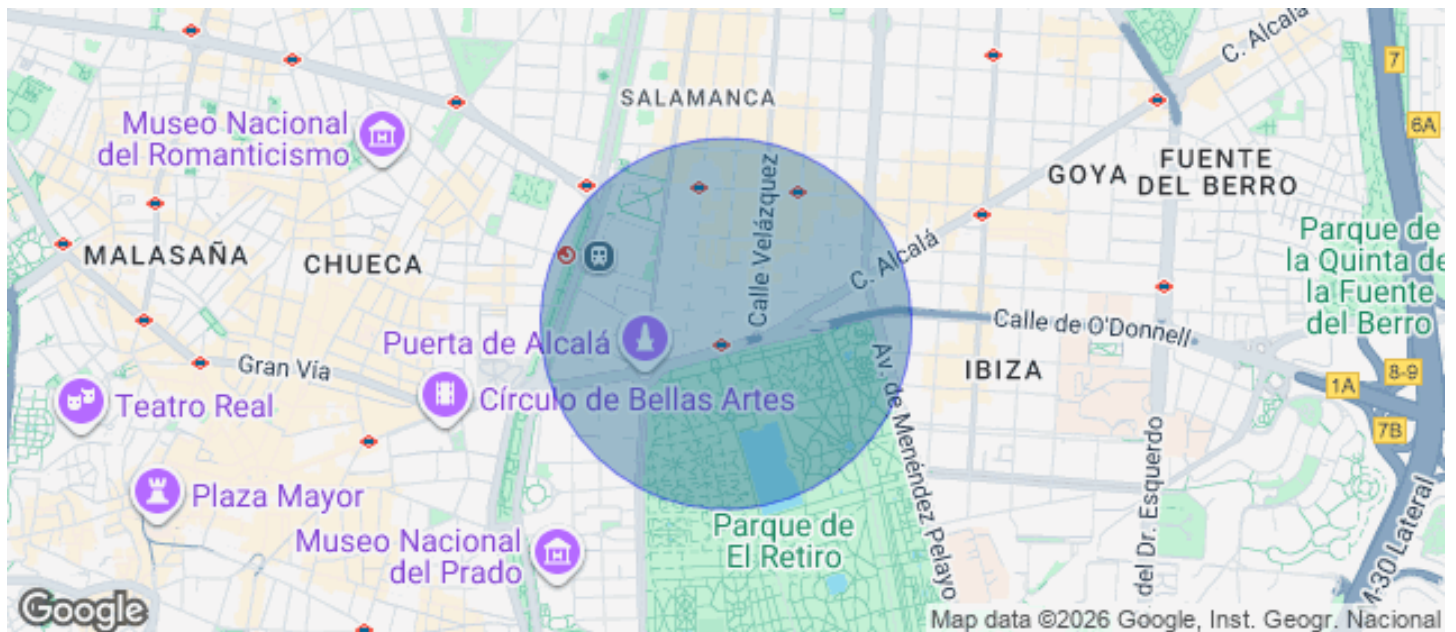 C. Alcalá
7
SALAMANCA
6A
Museo Nacional
del Romanticismo
GOYA
FUENTE
DEL BERRO
Calle Velázquez
Parque de
la Quinta de
la Fuente
del Berro
MALASAÑA
CHUECA
C. Alcalá
Puerta de Alcalá
Calle de O'Donnell
Gran Vía
IBIZA
8-9
1A
7B
Teatro Real
Círculo de Bellas Artes
Av. de Menéndez Pelayo
del Dr. Esquerdo
Plaza Mayor
Parque de
El Retiro
Museo Nacional
del Prado
M-30 Lateral
Google
Map data ©2026 Google, Inst. Geogr. Nacional